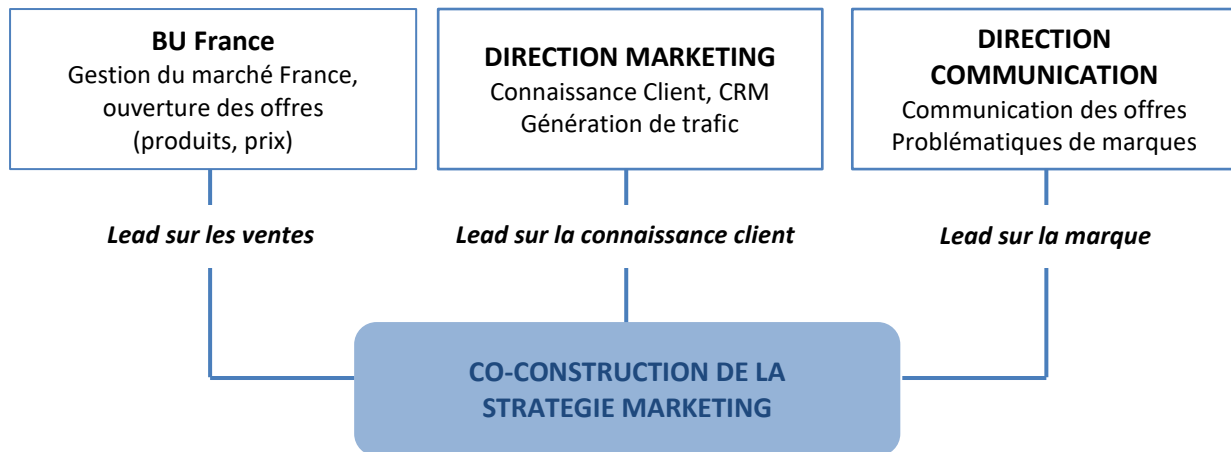 BU France
Gestion du marché France,
ouverture des offres
(produits, prix)
DIRECTION MARKETING
Connaissance Client, CRM
Génération de trafic
DIRECTION
COMMUNICATION
Communication des offres
Problématiques de marques
Lead sur les ventes
Lead sur la connaissance client
Lead sur la marque
CO-CONSTRUCTION DE LA
STRATEGIE MARKETING